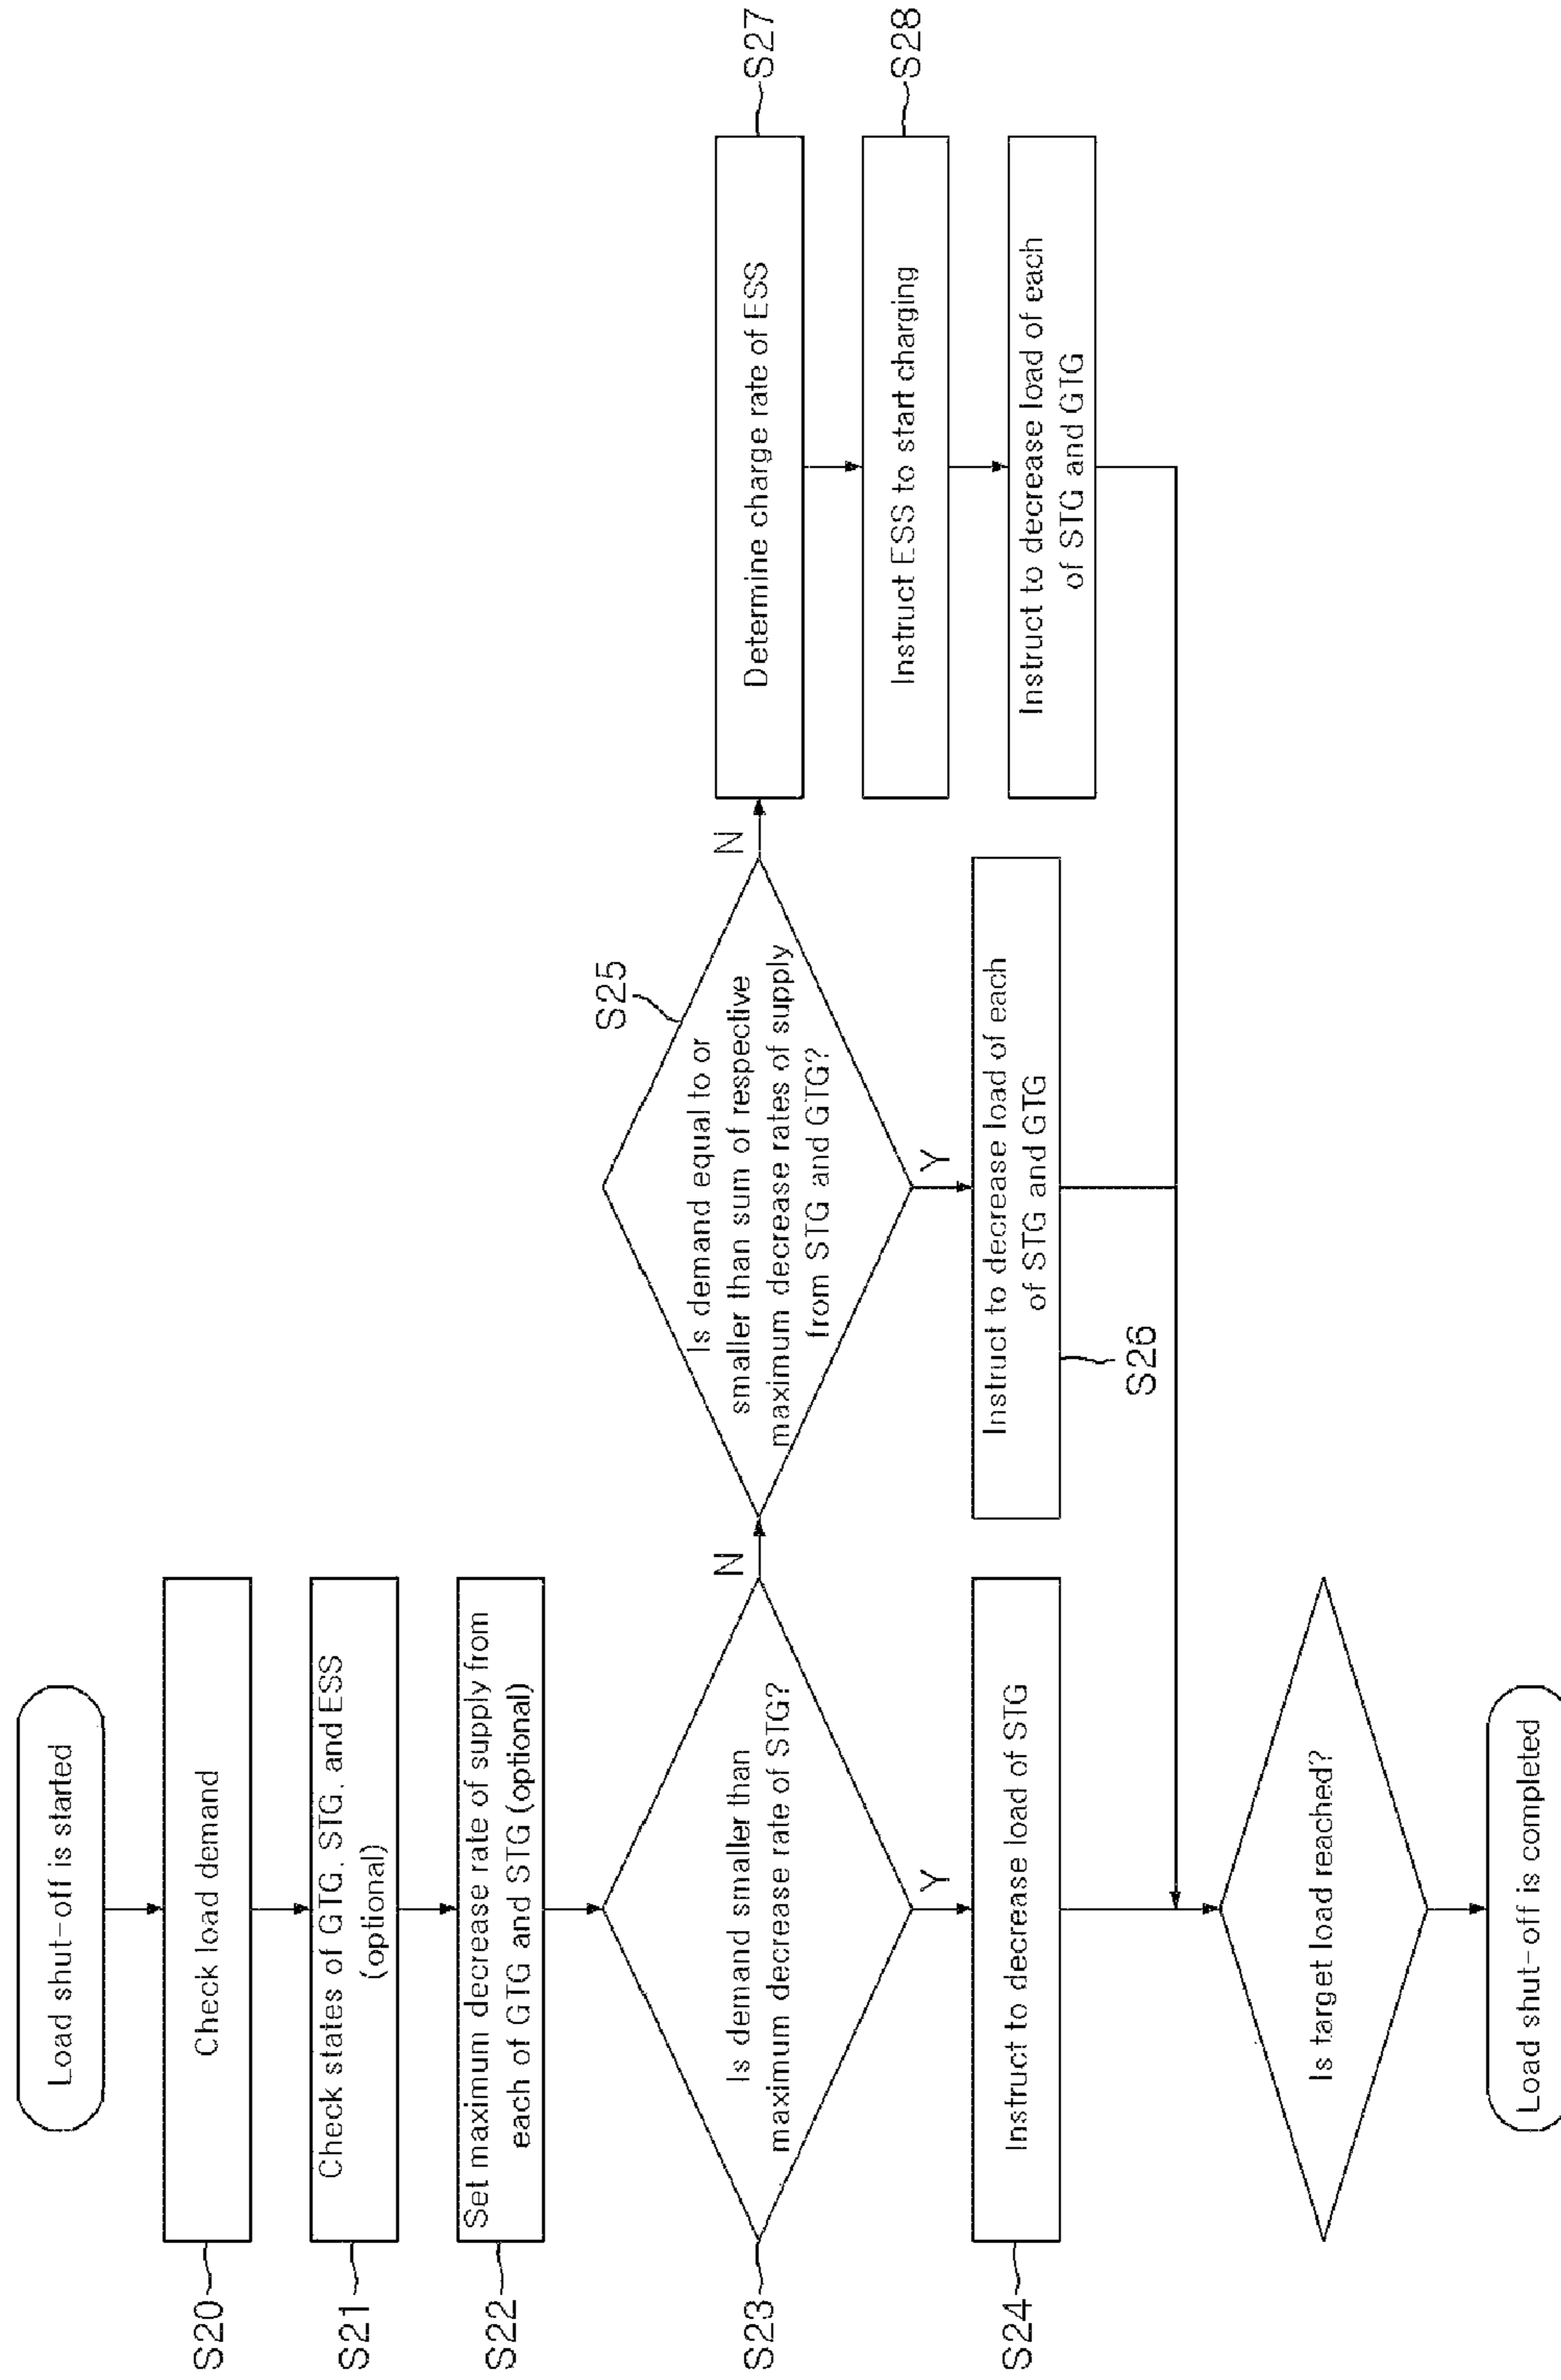 Load shut-off is started
Check load demand
S20
Check states of GTG, STG, and ESS
(optional)
S21
Set maximum decrease rate of supply from
each of GTG and STG (optional)
S22
Is demand smaller than
maximum decrease rate of STG?
S23
N
Y
Is demand equal to or
smaller than sum of respective
maximum decrease rates of supply
from STG and GTG?
S25
N
Y
Determine charge rate of ESS
S27
Instruct ESS to start charging
S28
Instruct to decrease load of each
of STG and GTG
Instruct to decrease load of STG
S24
Instruct to decrease load of each
of STG and GTG
S26
Is target load reached?
Load shut-off is completed